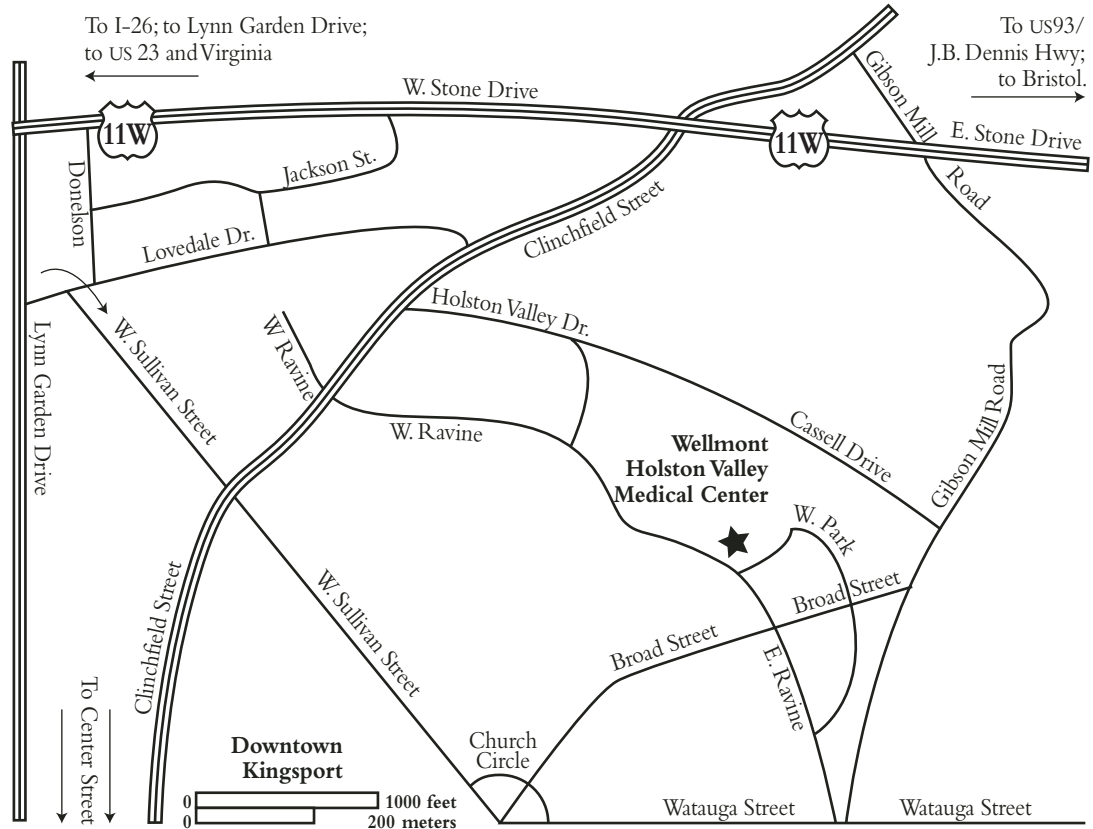 To I-26; to Lynn Garden Drive;
to US 23 and Virginia
To US93/
J.B. Dennis Hwy;
to Bristol.
W. Stone Drive
11W
11W
E. Stone Drive
Gibson Mill
Road
Donelson
Jackson St.
Lovedale Dr.
Clinchfield Street
Holston Valley Dr.
W Ravine
W. Sullivan Street
Lynn Garden Drive
W. Ravine
Cassell Drive
Gibson Mill Road
Wellmont
Holston Valley
Medical Center
W. Park
Broad Street
Broad Street
E. Ravine
W. Sullivan Street
Clinchfield Street
To Center Street
Church
Circle
Downtown
Kingsport
0 1000 feet
0 200 meters
Watauga Street
Watauga Street